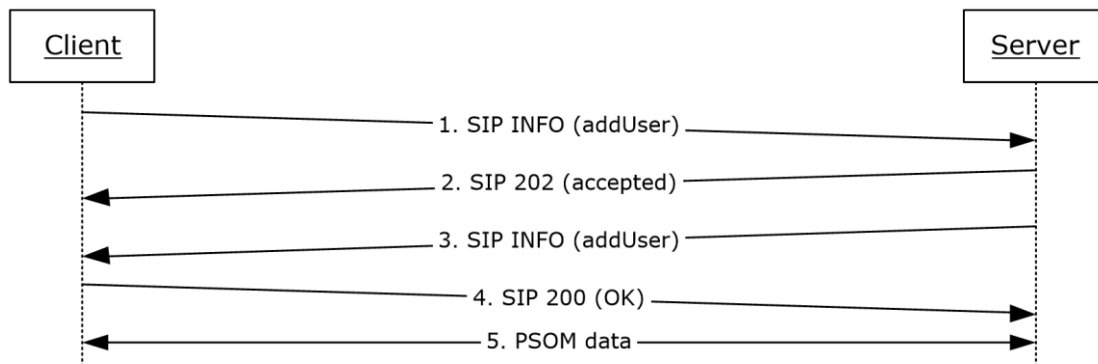 Client
Server
1. SIP INFO (addUser)
2. SIP 202 (accepted)
3. SIP INFO (addUser)
4. SIP 200 (OK)
5. PSOM data